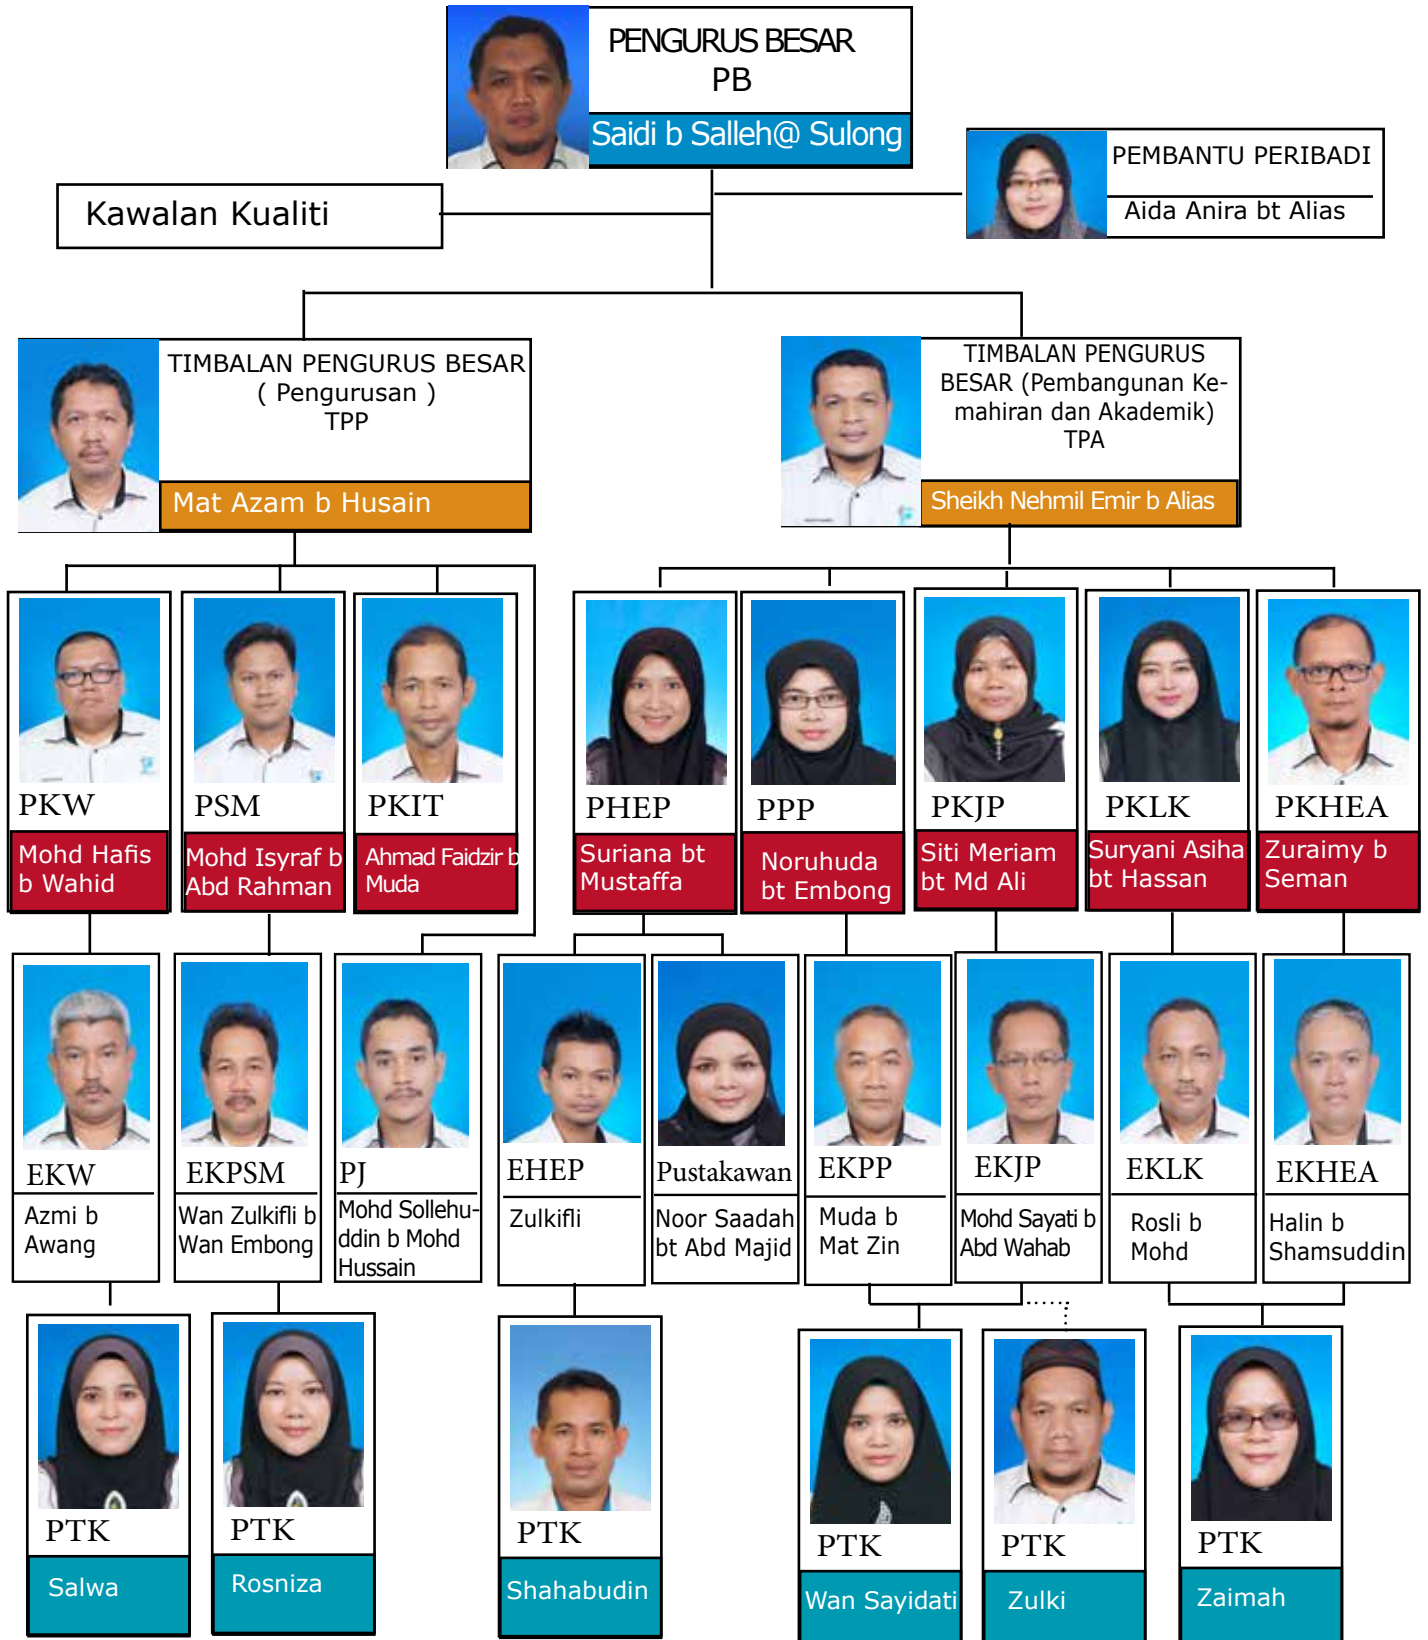 PENGURUS BESAR
PB
Saidi b Salleh@ Sulong
PEMBANTU PERIBADI
Aida Anira bt Alias
Kawalan Kualiti
TIMBALAN PENGURUS BESAR
( Pengurusan )
TPP
Mat Azam b Husain
TIMBALAN PENGURUS
BESAR (Pembangunan Ke-
mahiran dan Akademik)
TPA
Sheikh Nehmil Emir b Alias
PKW
Mohd Hafis
b Wahid
PSM
Mohd Isyraf b
Abd Rahman
PKIT
Ahmad Faidzir b
Muda
PHEP
Suriana bt
Mustaffa
PPP
Noruhuda
bt Embong
PKJP
Siti Meriam
bt Md Ali
PKLK
Suryani Asiha
bt Hassan
PKHEA
Zuraimy b
Seman
EKW
Azmi b
Awang
EKPSM
Wan Zulkifli b
Wan Embong
PJ
Mohd Sollehu-
ddin b Mohd
Hussain
EHEP
Zulkifli
Pustakawan
Noor Saadah
bt Abd Majid
EKPP
Muda b
Mat Zin
EKJP
Mohd Sayati b
Abd Wahab
EKLK
Rosli b
Mohd
EKHEA
Halin b
Shamsuddin
PTK
Salwa
PTK
Rosniza
PTK
Shahabudin
PTK
Wan Sayidati
PTK
Zulki
PTK
Zaimah